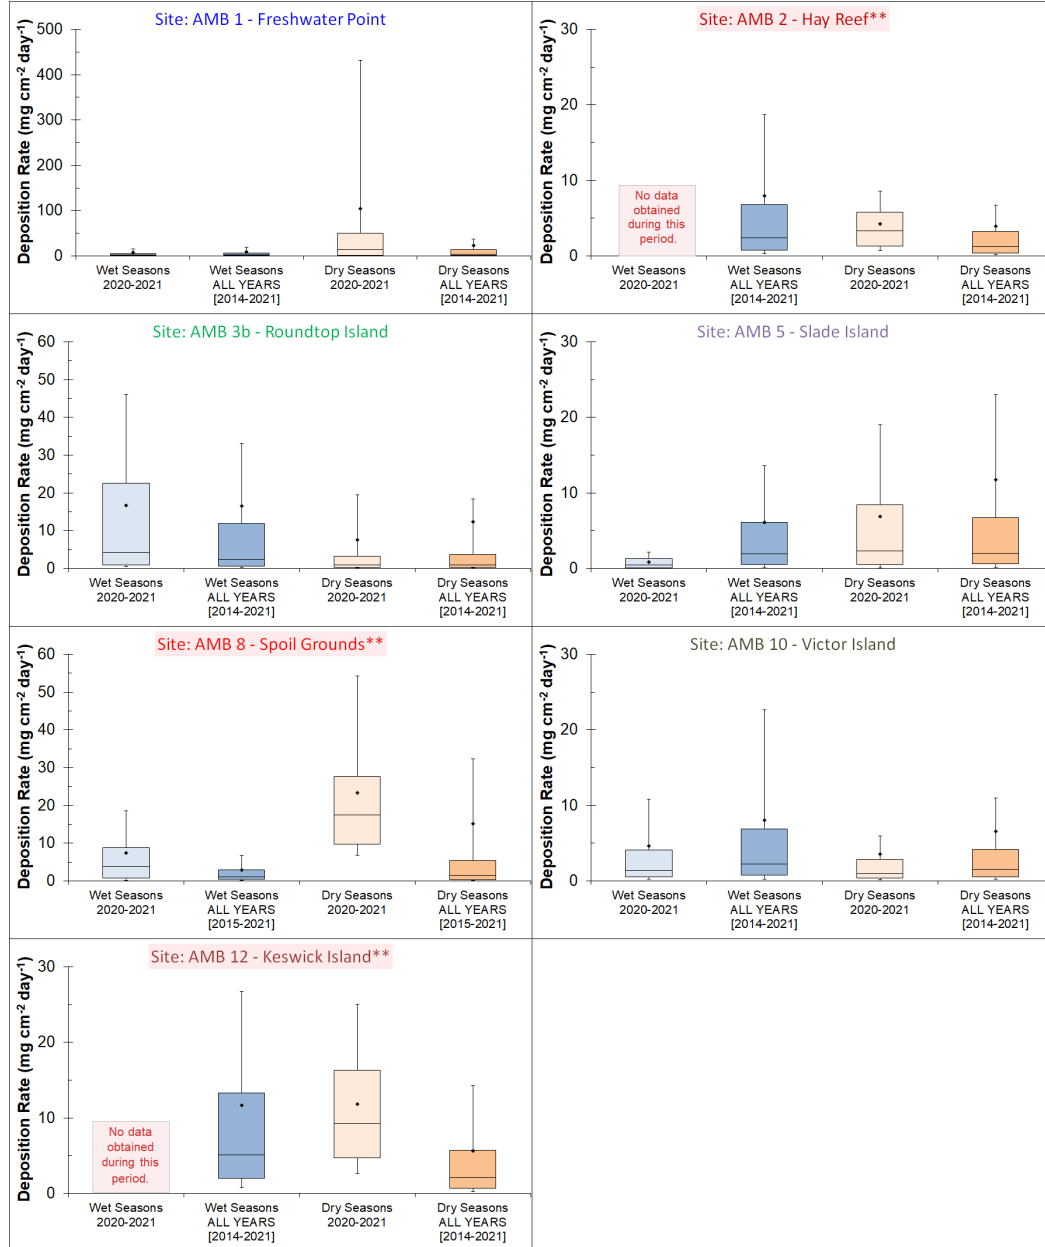 Site: AMB 1 - Freshwater Point
Deposition Rate (mg cm⁻² day⁻¹)
500
400
300
200
100
0
Wet Seasons
2020-2021
Wet Seasons
ALL YEARS
[2014-2021]
Dry Seasons
2020-2021
Dry Seasons
ALL YEARS
[2014-2021]
Site: AMB 2 - Hay Reef**
Deposition Rate (mg cm⁻² day⁻¹)
30
20
10
0
No data
obtained
during this
period.
Wet Seasons
2020-2021
Wet Seasons
ALL YEARS
[2014-2021]
Dry Seasons
2020-2021
Dry Seasons
ALL YEARS
[2014-2021]
Site: AMB 3b - Roundtop Island
Deposition Rate (mg cm⁻² day⁻¹)
60
50
40
30
20
10
0
Wet Seasons
2020-2021
Wet Seasons
ALL YEARS
[2014-2021]
Dry Seasons
2020-2021
Dry Seasons
ALL YEARS
[2014-2021]
Site: AMB 5 - Slade Island
Deposition Rate (mg cm⁻² day⁻¹)
30
20
10
0
Wet Seasons
2020-2021
Wet Seasons
ALL YEARS
[2014-2021]
Dry Seasons
2020-2021
Dry Seasons
ALL YEARS
[2014-2021]
Site: AMB 8 - Spoil Grounds**
Deposition Rate (mg cm⁻² day⁻¹)
60
50
40
30
20
10
0
Wet Seasons
2020-2021
Wet Seasons
ALL YEARS
[2015-2021]
Dry Seasons
2020-2021
Dry Seasons
ALL YEARS
[2015-2021]
Site: AMB 10 - Victor Island
Deposition Rate (mg cm⁻² day⁻¹)
30
20
10
0
Wet Seasons
2020-2021
Wet Seasons
ALL YEARS
[2014-2021]
Dry Seasons
2020-2021
Dry Seasons
ALL YEARS
[2014-2021]
Site: AMB 12 - Keswick Island**
Deposition Rate (mg cm⁻² day⁻¹)
30
20
10
0
No data
obtained
during this
period.
Wet Seasons
2020-2021
Wet Seasons
ALL YEARS
[2014-2021]
Dry Seasons
2020-2021
Dry Seasons
ALL YEARS
[2014-2021]